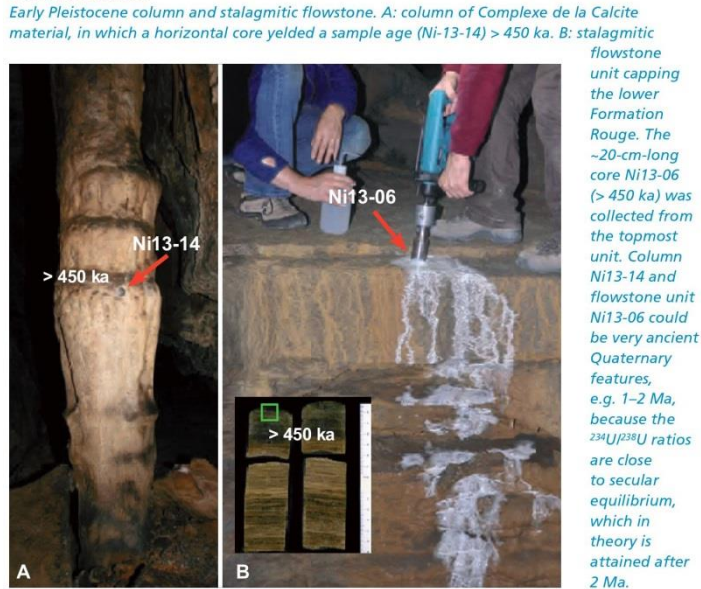 Early Pleistocene column and stalagmitic flowstone. A: column of Complexe de la Calcite
material, in which a horizontal core yelded a sample age (Ni-13-14) > 450 ka. B: stalagmitic
flowstone
unit capping
the lower
Formation
Rouge. The
~20-cm-long
core Ni13-06
(> 450 ka) was
collected from
the topmost
unit. Column
Ni13-14 and
flowstone unit
Ni13-06 could
be very ancient
Quaternary
features,
e.g. 1–2 Ma,
because the
²³⁴U/²³⁸U ratios
are close
to secular
equilibrium,
which in
theory is
attained after
2 Ma.
Ni13-14
> 450 ka
A
Ni13-06
> 450 ka
B